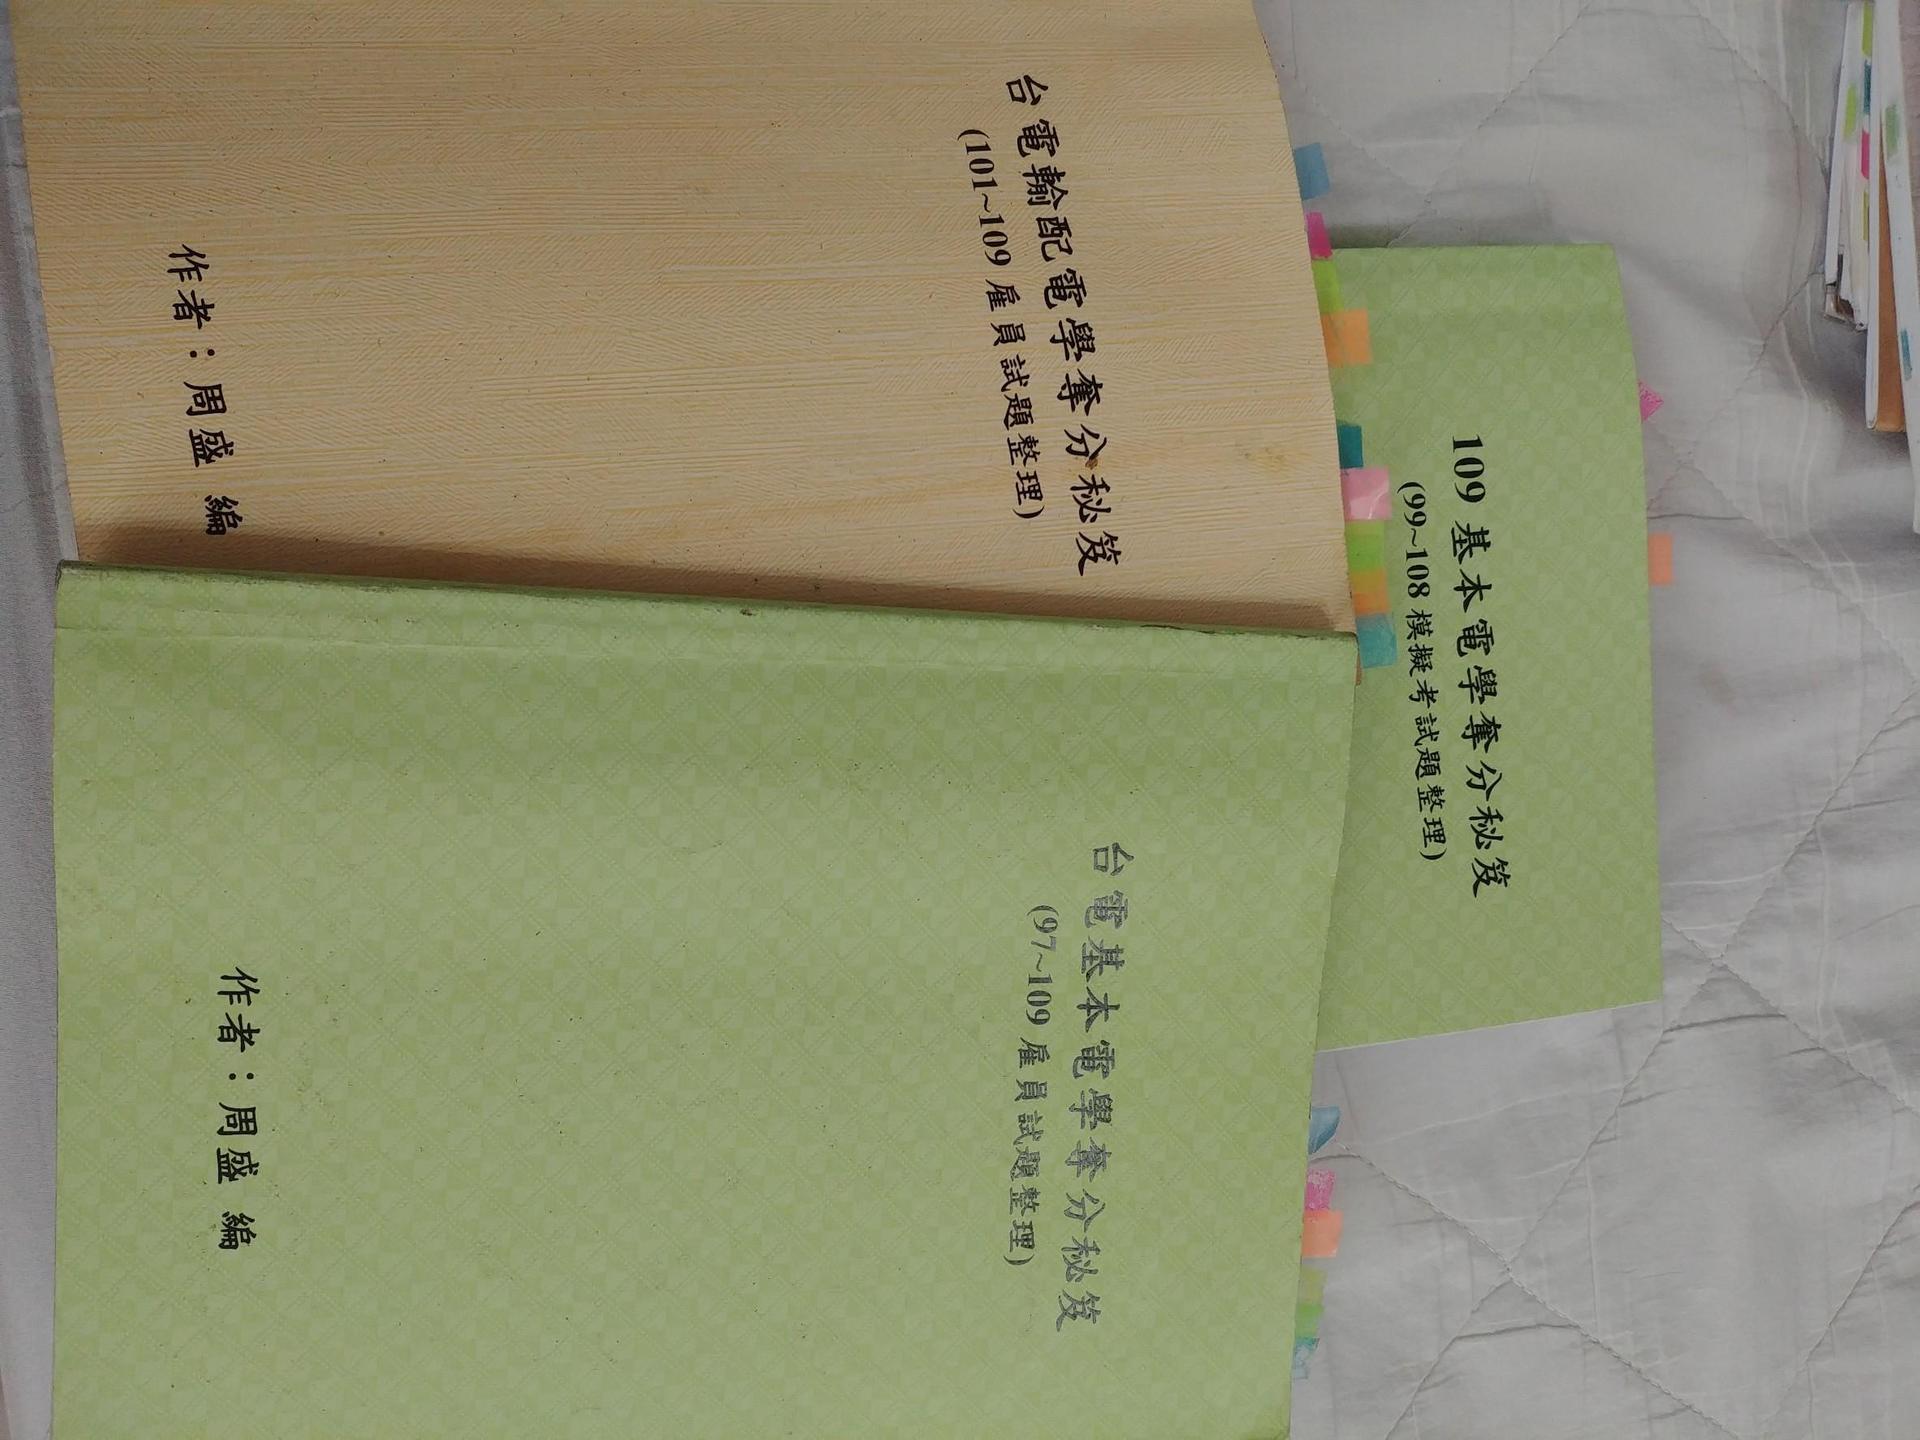 台電輸配電學奪分秘笈
(101~109 雇員試題整理)
作者：周盛 編
109 基本電學奪分秘笈
(99~108 模擬考試題整理)
台電基本電學奪分秘笈
(97~109 雇員試題整理)
作者：周盛 編